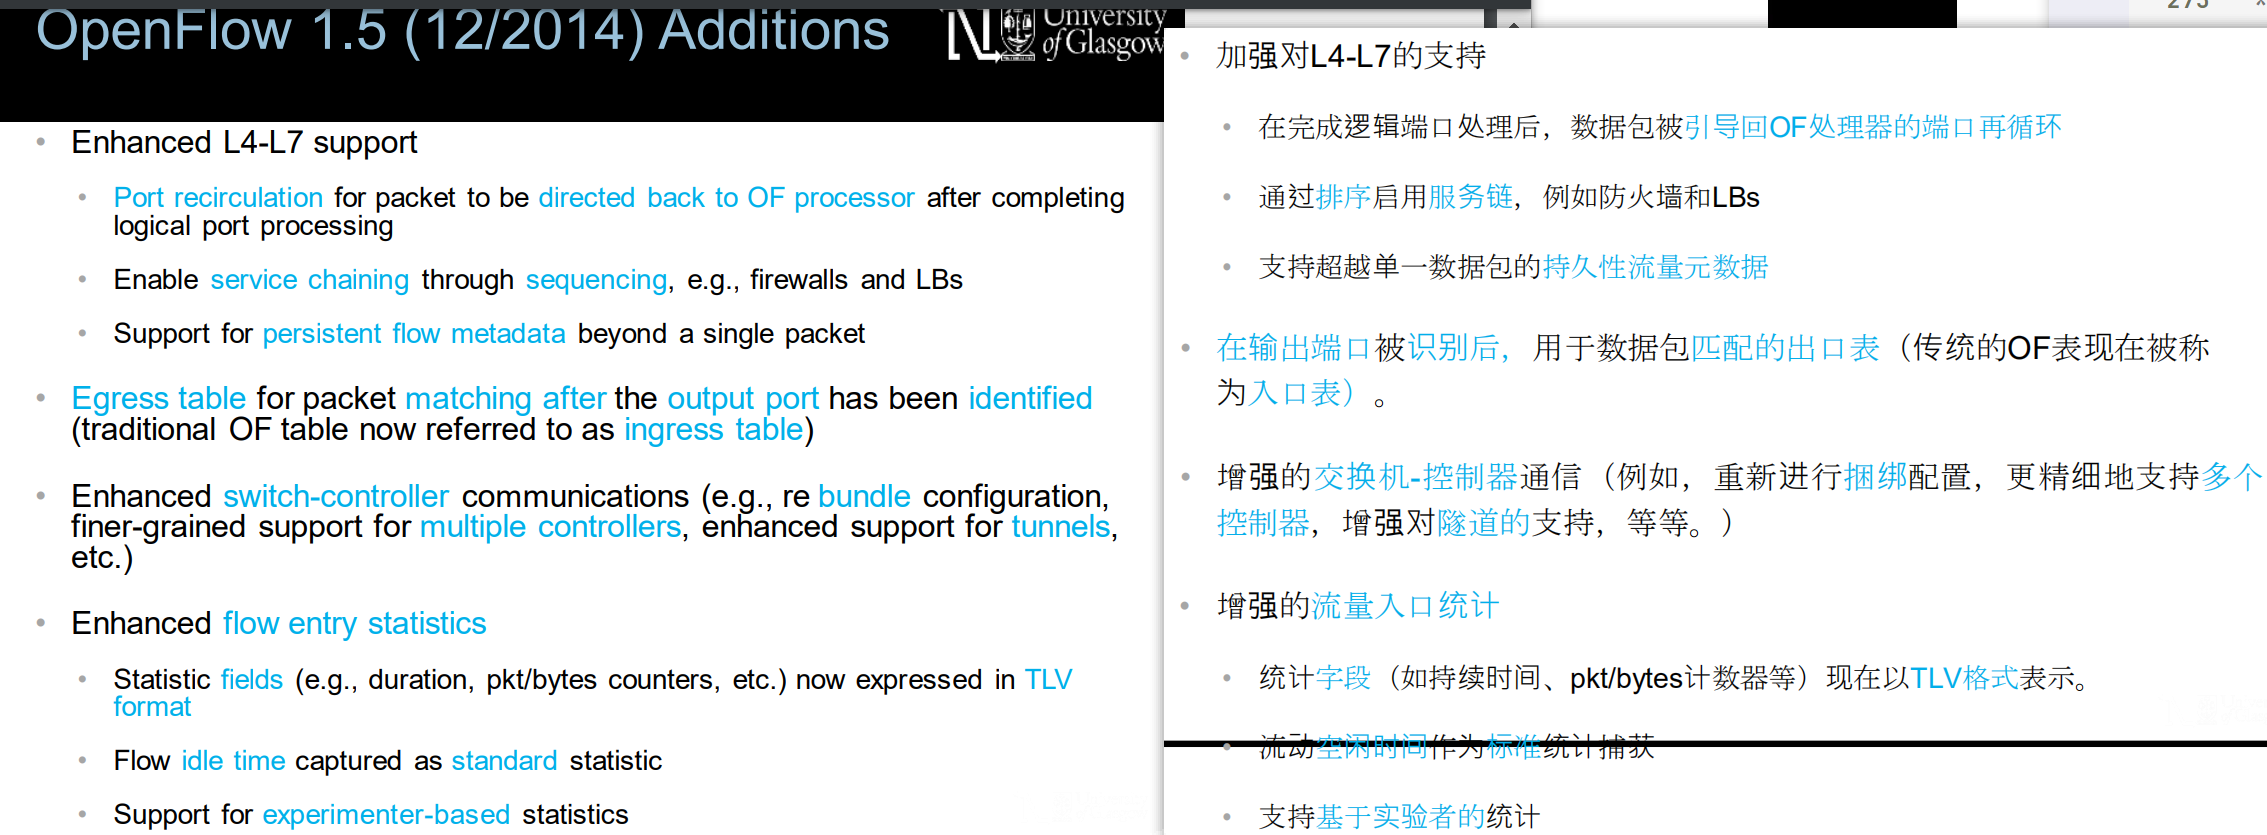 OpenFlow 1.5 (12/2014) Additions
University
of Glasgow
• Enhanced L4-L7 support
• Port recirculation for packet to be directed back to OF processor after completing
logical port processing
• Enable service chaining through sequencing, e.g., firewalls and LBs
• Support for persistent flow metadata beyond a single packet
• Egress table for packet matching after the output port has been identified
(traditional OF table now referred to as ingress table)
• Enhanced switch-controller communications (e.g., re bundle configuration,
finer-grained support for multiple controllers, enhanced support for tunnels,
etc.)
• Enhanced flow entry statistics
• Statistic fields (e.g., duration, pkt/bytes counters, etc.) now expressed in TLV
format
• Flow idle time captured as standard statistic
• Support for experimenter-based statistics
• 加强对L4-L7的支持
• 在完成逻辑端口处理后，数据包被引导回OF处理器的端口再循环
• 通过排序启用服务链，例如防火墙和LBs
• 支持超越单一数据包的持久性流量元数据
• 在输出端口被识别后，用于数据包匹配的出口表（传统的OF表现在被称
为入口表）。
• 增强的交换机-控制器通信（例如，重新进行捆绑配置，更精细地支持多个
控制器，增强对隧道的支持，等等。）
• 增强的流量入口统计
• 统计字段（如持续时间、pkt/bytes计数器等）现在以TLV格式表示。
• 流动空闲时间作为标准统计捕获
• 支持基于实验者的统计